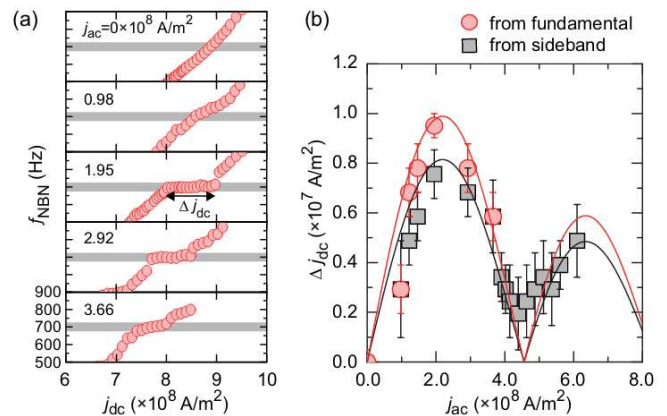 (a)
j_ac=0×10^8 A/m^2
0.98
1.95
Δ j_dc
2.92
3.66
f_NBN (Hz)
900
800
700
600
500
6 7 8 9 10
j_dc (×10^8 A/m^2)
(b)
from fundamental
from sideband
1.2
1.0
0.8
0.6
0.4
0.2
0.0
Δ j_dc (×10^7 A/m^2)
0.0 2.0 4.0 6.0 8.0
j_ac (×10^8 A/m^2)